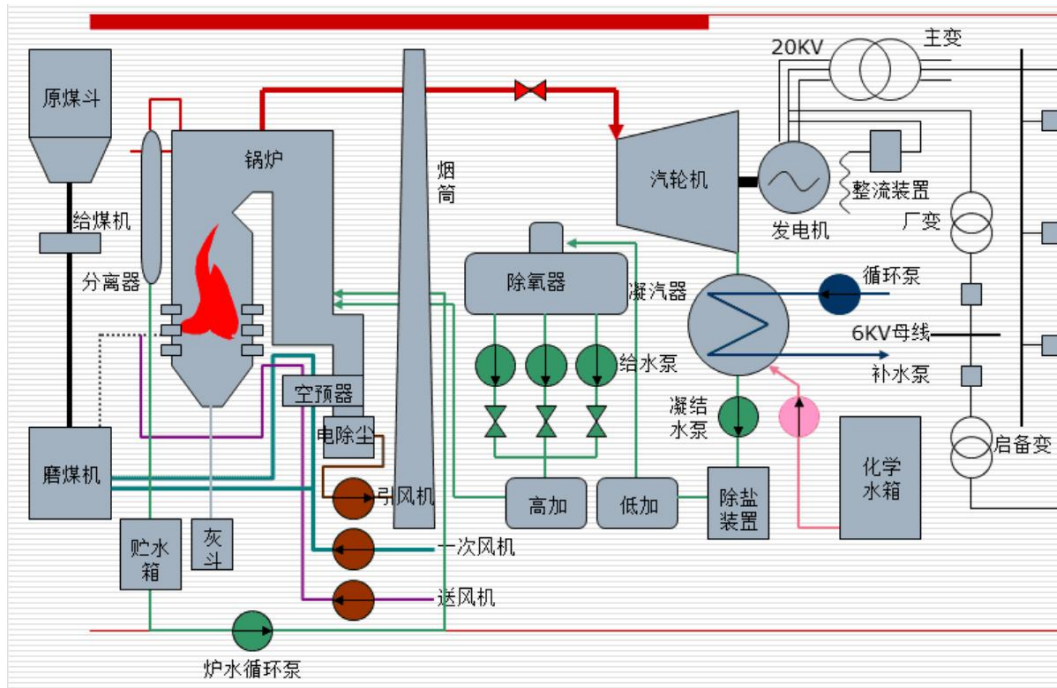 主变
20KV
原煤斗
锅炉
烟
筒
汽轮机
整流装置
给煤机
发电机
厂变
分离器
除氧器
凝汽器
循环泵
6KV母线
给水泵
补水泵
空预器
凝结
水泵
电除尘
启备变
磨煤机
化学
水箱
引风机
高加
低加
除盐
装置
贮水
箱
灰
斗
一次风机
送风机
炉水循环泵